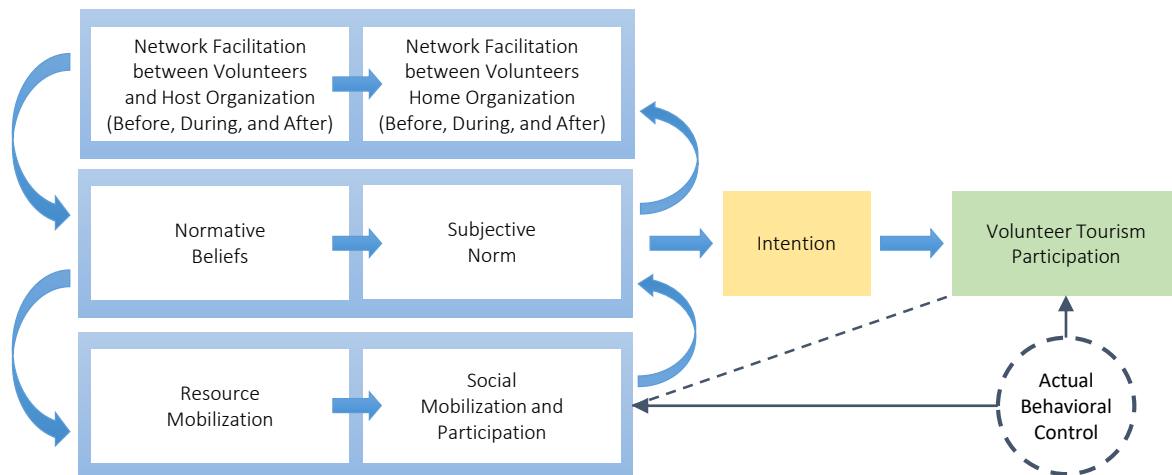 Network Facilitation
between Volunteers
and Host Organization
(Before, During, and After)
Network Facilitation
between Volunteers
Home Organization
(Before, During, and After)
Normative
Beliefs
Subjective
Norm
Intention
Volunteer Tourism
Participation
Resource
Mobilization
Social
Mobilization and
Participation
Actual
Behavioral
Control